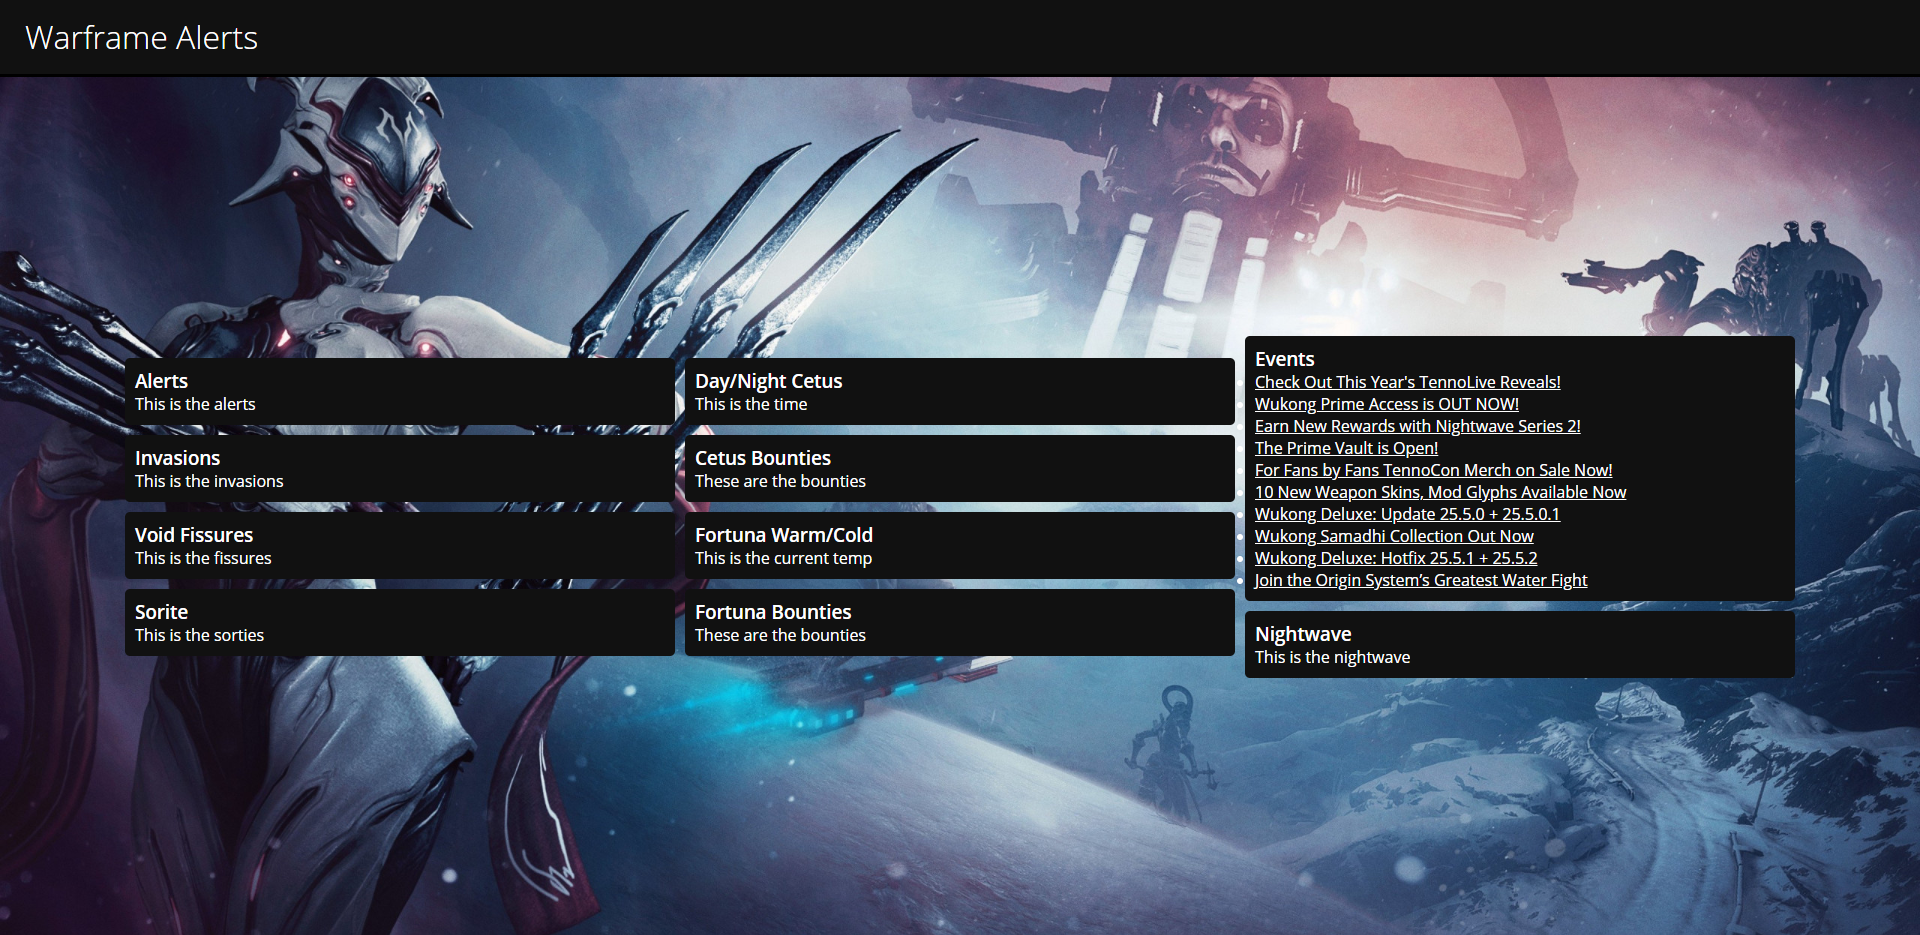 Warframe Alerts
Alerts
This is the alerts
Invasions
This is the invasions
Void Fissures
This is the fissures
Sorite
This is the sorties
Day/Night Cetus
This is the time
Cetus Bounties
These are the bounties
Fortuna Warm/Cold
This is the current temp
Fortuna Bounties
These are the bounties
Events
Check Out This Year's TennoLive Reveals!
Wukong Prime Access is OUT NOW!
Earn New Rewards with Nightwave Series 2!
The Prime Vault is Open!
For Fans by Fans TennoCon Merch on Sale Now!
10 New Weapon Skins, Mod Glyphs Available Now
Wukong Deluxe: Update 25.5.0 + 25.5.0.1
Wukong Samadhi Collection Out Now
Wukong Deluxe: Hotfix 25.5.1 + 25.5.2
Join the Origin System’s Greatest Water Fight
Nightwave
This is the nightwave